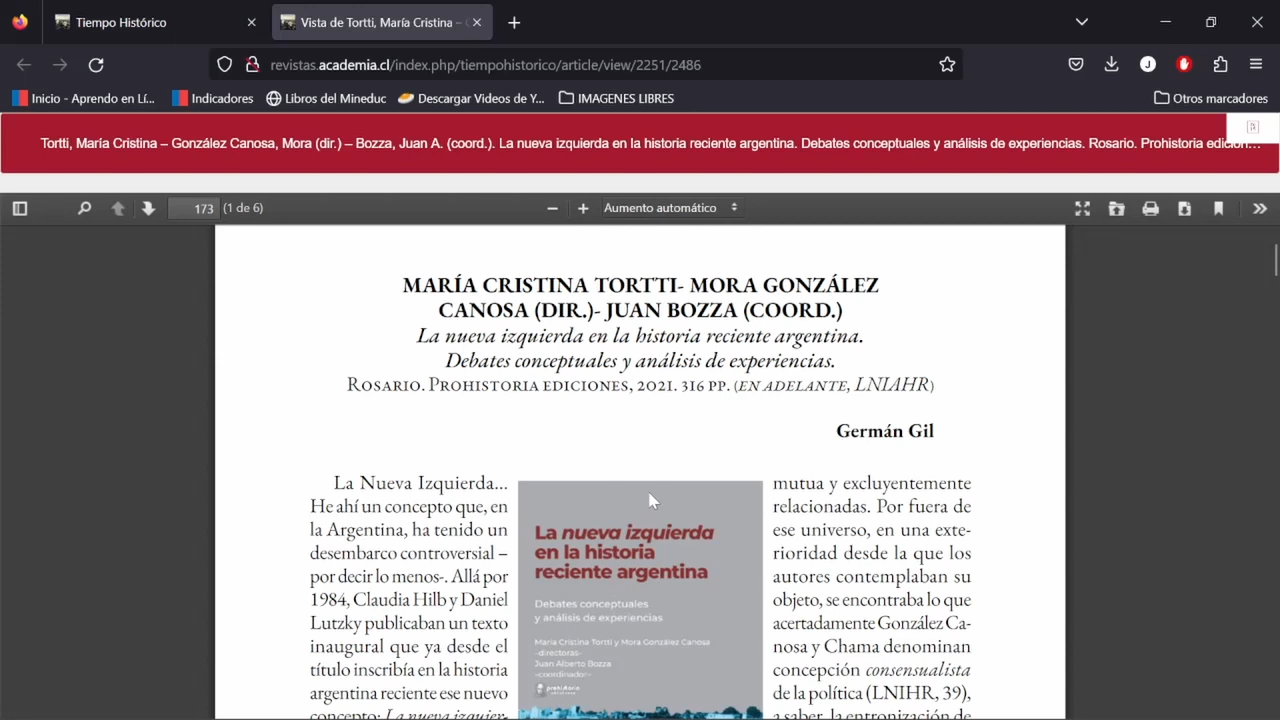 Tiempo Histórico
Vista de Tortti, María Cristina –
revistas.academia.cl/index.php/tiempohistorico/article/view/2251/2486
Inicio - Aprendo en Lí...
Indicadores
Libros del Mineduc
Descargar Videos de Y...
IMAGENES LIBRES
Otros marcadores
Tortti, María Cristina – González Canosa, Mora (dir.) – Bozza, Juan A. (coord.). La nueva izquierda en la historia reciente argentina. Debates conceptuales y análisis de experiencias. Rosario. Prohistoria edicion…
173 (1 de 6)
Aumento automático
MARÍA CRISTINA TORTTI- MORA GONZÁLEZ
CANOSA (DIR.)- JUAN BOZZA (COORD.)
La nueva izquierda en la historia reciente argentina.
Debates conceptuales y análisis de experiencias.
ROSARIO. PROHISTORIA EDICIONES, 2021. 316 PP. (EN ADELANTE, LNIAHR)
Germán Gil
La Nueva Izquierda...
He ahí un concepto que, en
la Argentina, ha tenido un
desembarco controversial –
por decir lo menos-. Allá por
1984, Claudia Hilb y Daniel
Lutzky publicaban un texto
inaugural que ya desde el
título inscribía en la historia
argentina reciente ese nuevo
concepto: La nueva izquier-
La nueva izquierda
en la historia
reciente argentina
Debates conceptuales
y análisis de experiencias
María Cristina Tortti y Mora González Canosa
-directoras-
Juan Alberto Bozza
-coordinador-
prohistoria
ediciones
mutua y excluyentemente
relacionadas. Por fuera de
ese universo, en una exte-
rioridad desde la que los
autores contemplaban su
objeto, se encontraba lo que
acertadamente González Ca-
nosa y Chama denominan
concepción consensualista
de la política (LNIHR, 39),
a saber, la entronización de